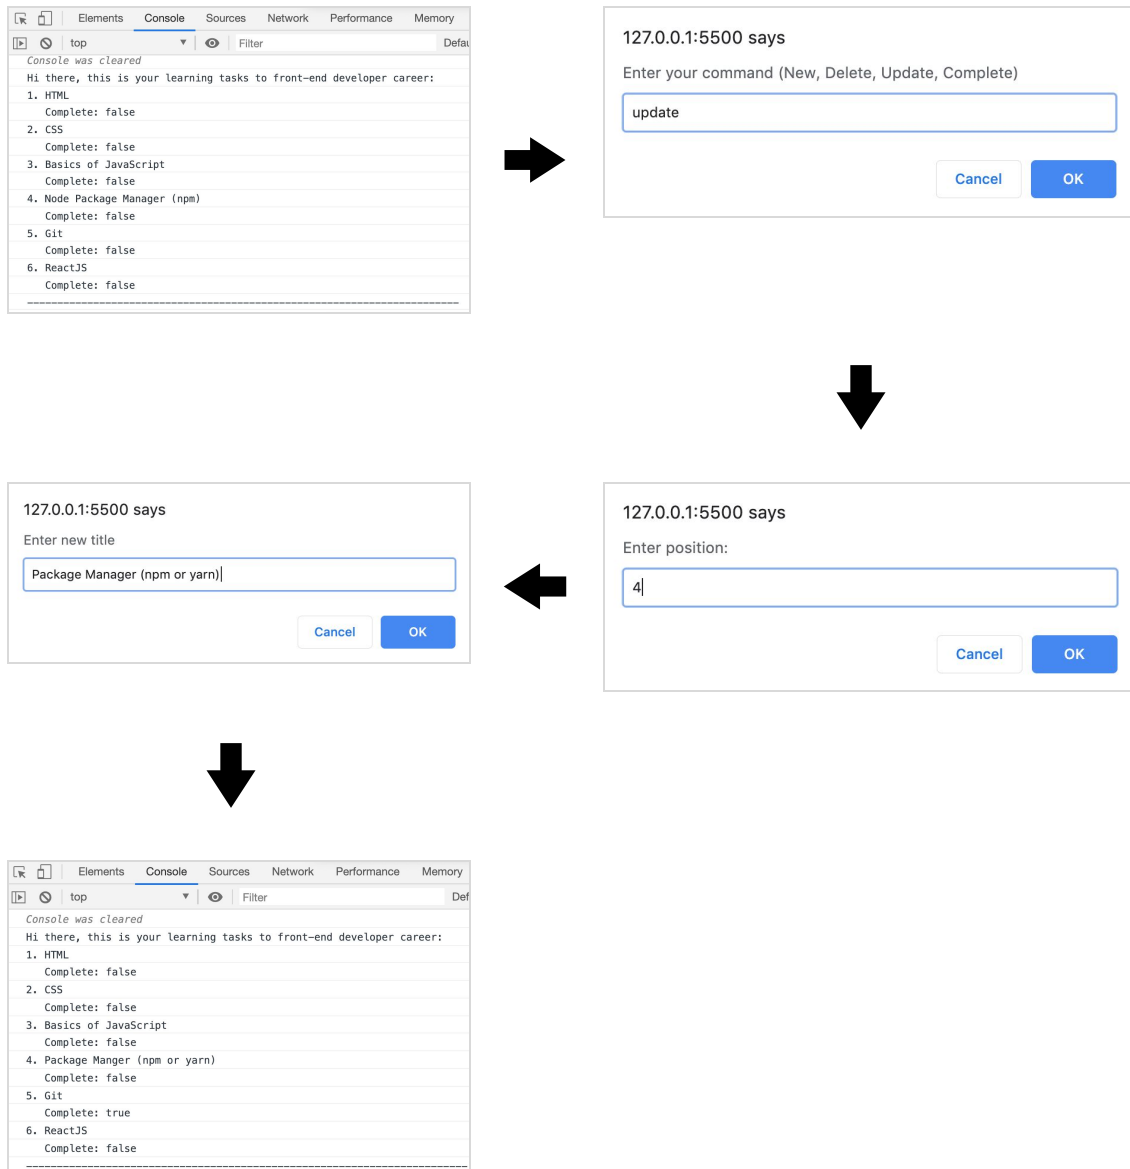 Elements Console Sources Network Performance Memory
top Filter Defau
Console was cleared
Hi there, this is your learning tasks to front-end developer career:
1. HTML
Complete: false
2. CSS
Complete: false
3. Basics of JavaScript
Complete: false
4. Node Package Manager (npm)
Complete: false
5. Git
Complete: false
6. ReactJS
Complete: false
------------------------------------------------------------------------
127.0.0.1:5500 says
Enter your command (New, Delete, Update, Complete)
update
Cancel OK
127.0.0.1:5500 says
Enter position:
4
Cancel OK
127.0.0.1:5500 says
Enter new title
Package Manager (npm or yarn)
Cancel OK
Elements Console Sources Network Performance Memory
top Filter Def
Console was cleared
Hi there, this is your learning tasks to front-end developer career:
1. HTML
Complete: false
2. CSS
Complete: false
3. Basics of JavaScript
Complete: false
4. Package Manger (npm or yarn)
Complete: false
5. Git
Complete: true
6. ReactJS
Complete: false
------------------------------------------------------------------------